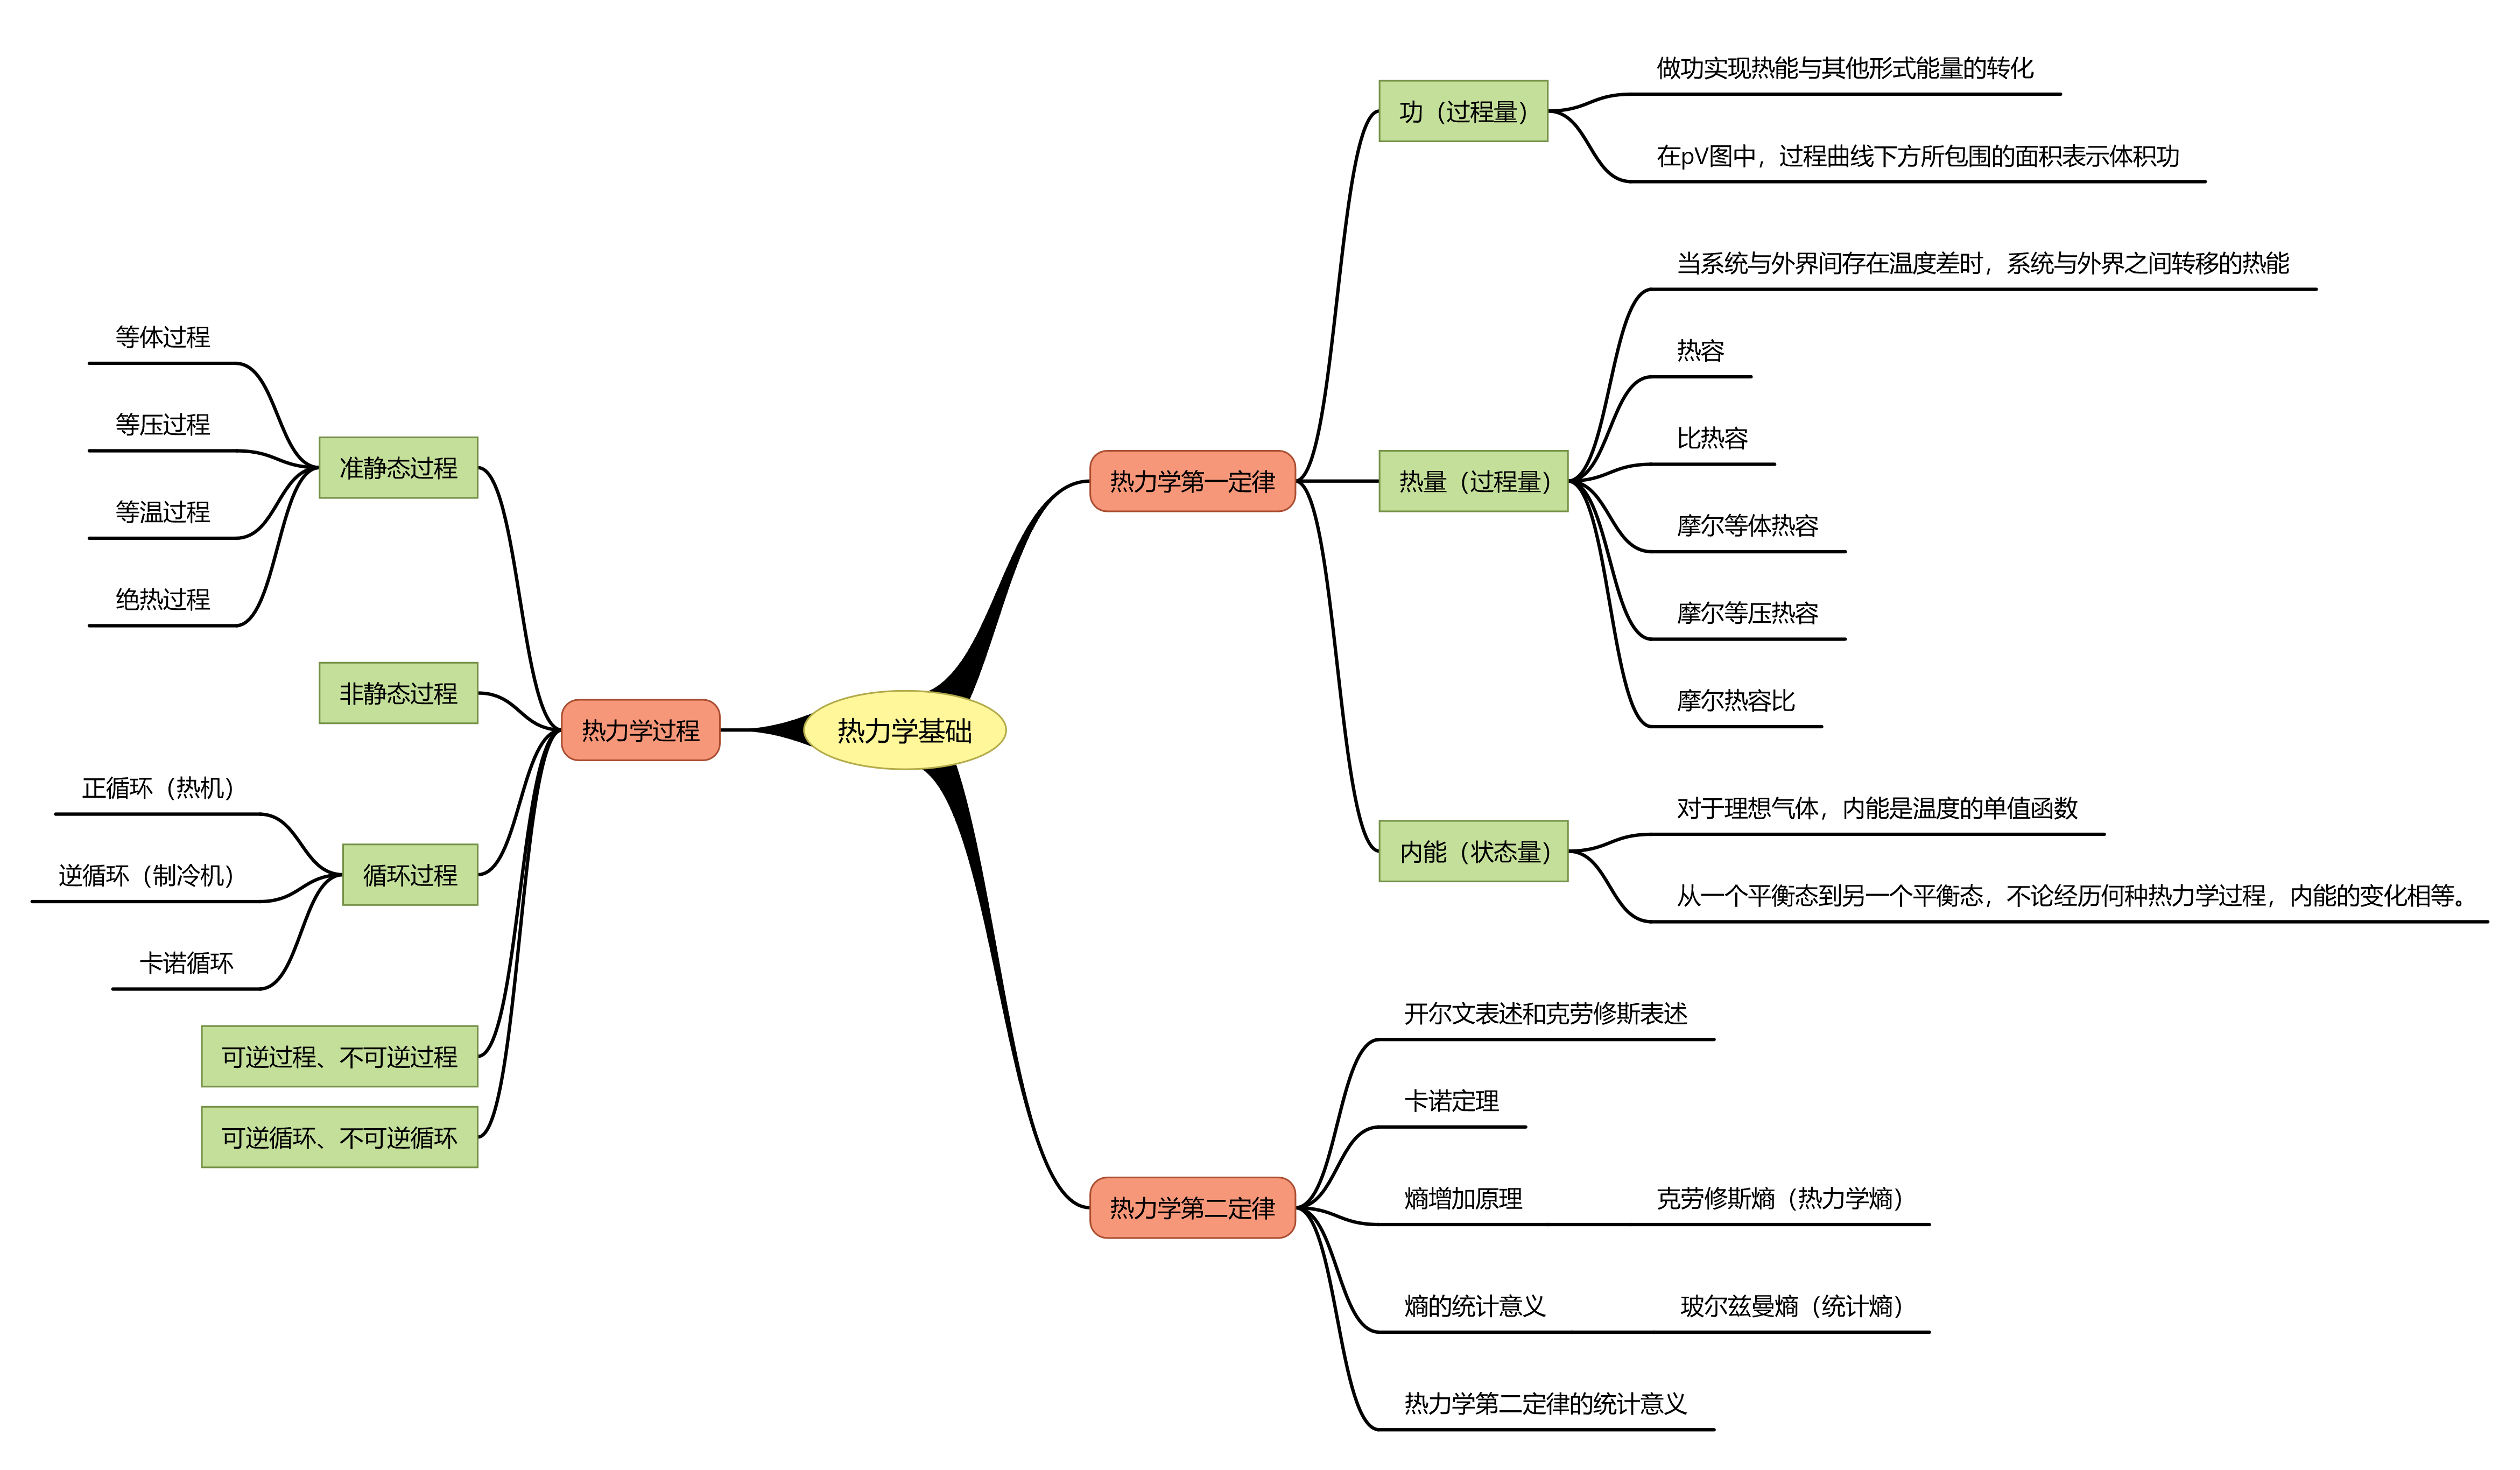 热力学基础
热力学第一定律
功（过程量）
做功实现热能与其他形式能量的转化
在pV图中，过程曲线下方所包围的面积表示体积功
热量（过程量）
当系统与外界间存在温度差时，系统与外界之间转移的热能
热容
比热容
摩尔等体热容
摩尔等压热容
摩尔热容比
内能（状态量）
对于理想气体，内能是温度的单值函数
从一个平衡态到另一个平衡态，不论经历何种热力学过程，内能的变化相等。
热力学第二定律
开尔文表述和克劳修斯表述
卡诺定理
熵增加原理
克劳修斯熵（热力学熵）
熵的统计意义
玻尔兹曼熵（统计熵）
热力学第二定律的统计意义
热力学过程
准静态过程
等体过程
等压过程
等温过程
绝热过程
非静态过程
循环过程
正循环（热机）
逆循环（制冷机）
卡诺循环
可逆过程、不可逆过程
可逆循环、不可逆循环